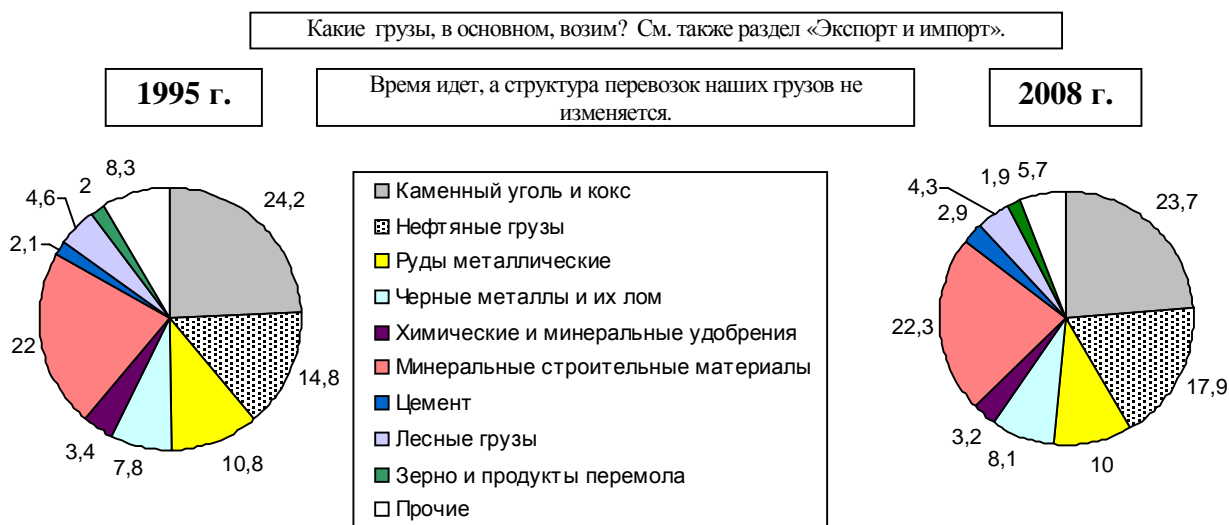 Какие грузы, в основном, возим? См. также раздел «Экспорт и импорт».
1995 г.
Время идет, а структура перевозок наших грузов не
изменяется.
2008 г.
24,2
14,8
10,8
7,8
3,4
22
2,1
4,6
2
8,3
Каменный уголь и кокс
Нефтяные грузы
Руды металлические
Черные металлы и их лом
Химические и минеральные удобрения
Минеральные строительные материалы
Цемент
Лесные грузы
Зерно и продукты перемола
Прочие
23,7
17,9
10
8,1
3,2
22,3
2,9
4,3
1,9
5,7